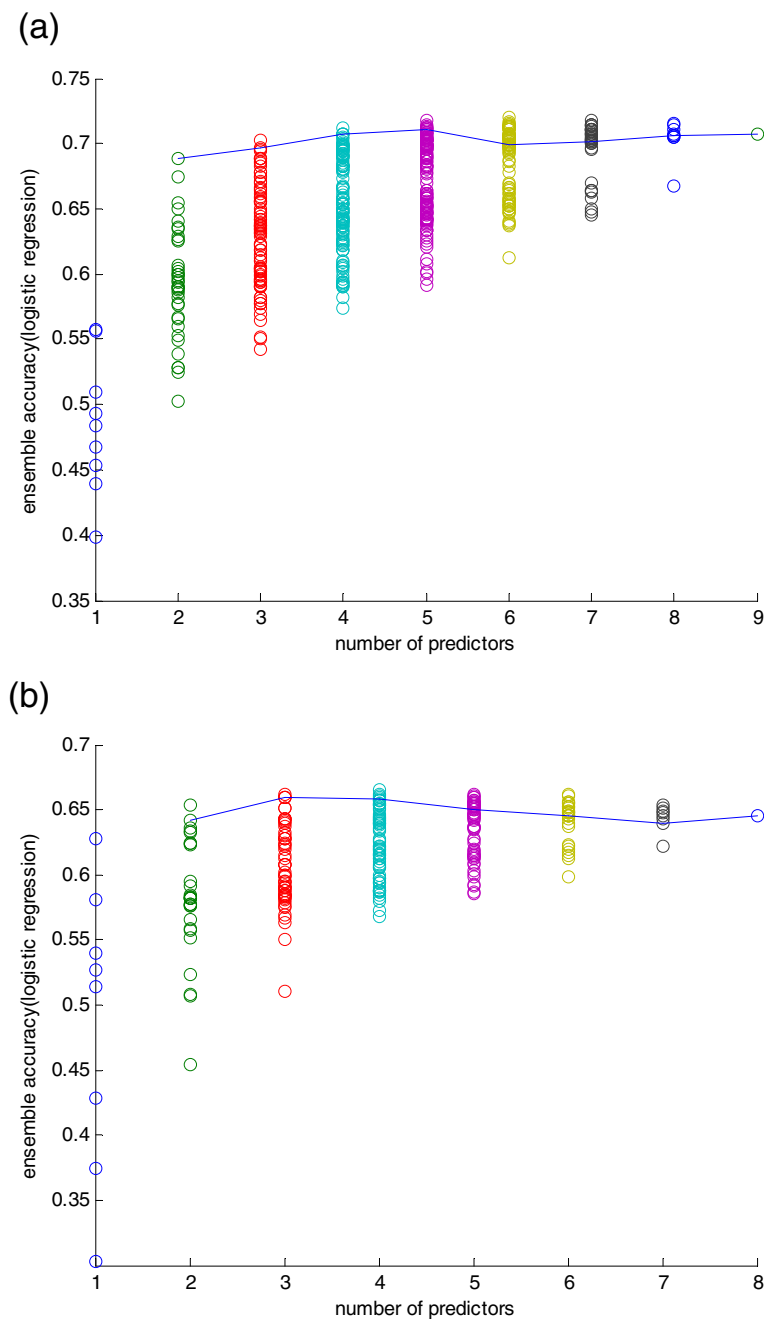 (a)
0.75
0.7
0.65
0.6
0.55
0.5
0.45
0.4
0.35
ensemble accuracy(logistic regression)
1 2 3 4 5 6 7 8 9
number of predictors
(b)
0.7
0.65
0.6
0.55
0.5
0.45
0.4
0.35
ensemble accuracy(logistic regression)
1 2 3 4 5 6 7 8
number of predictors